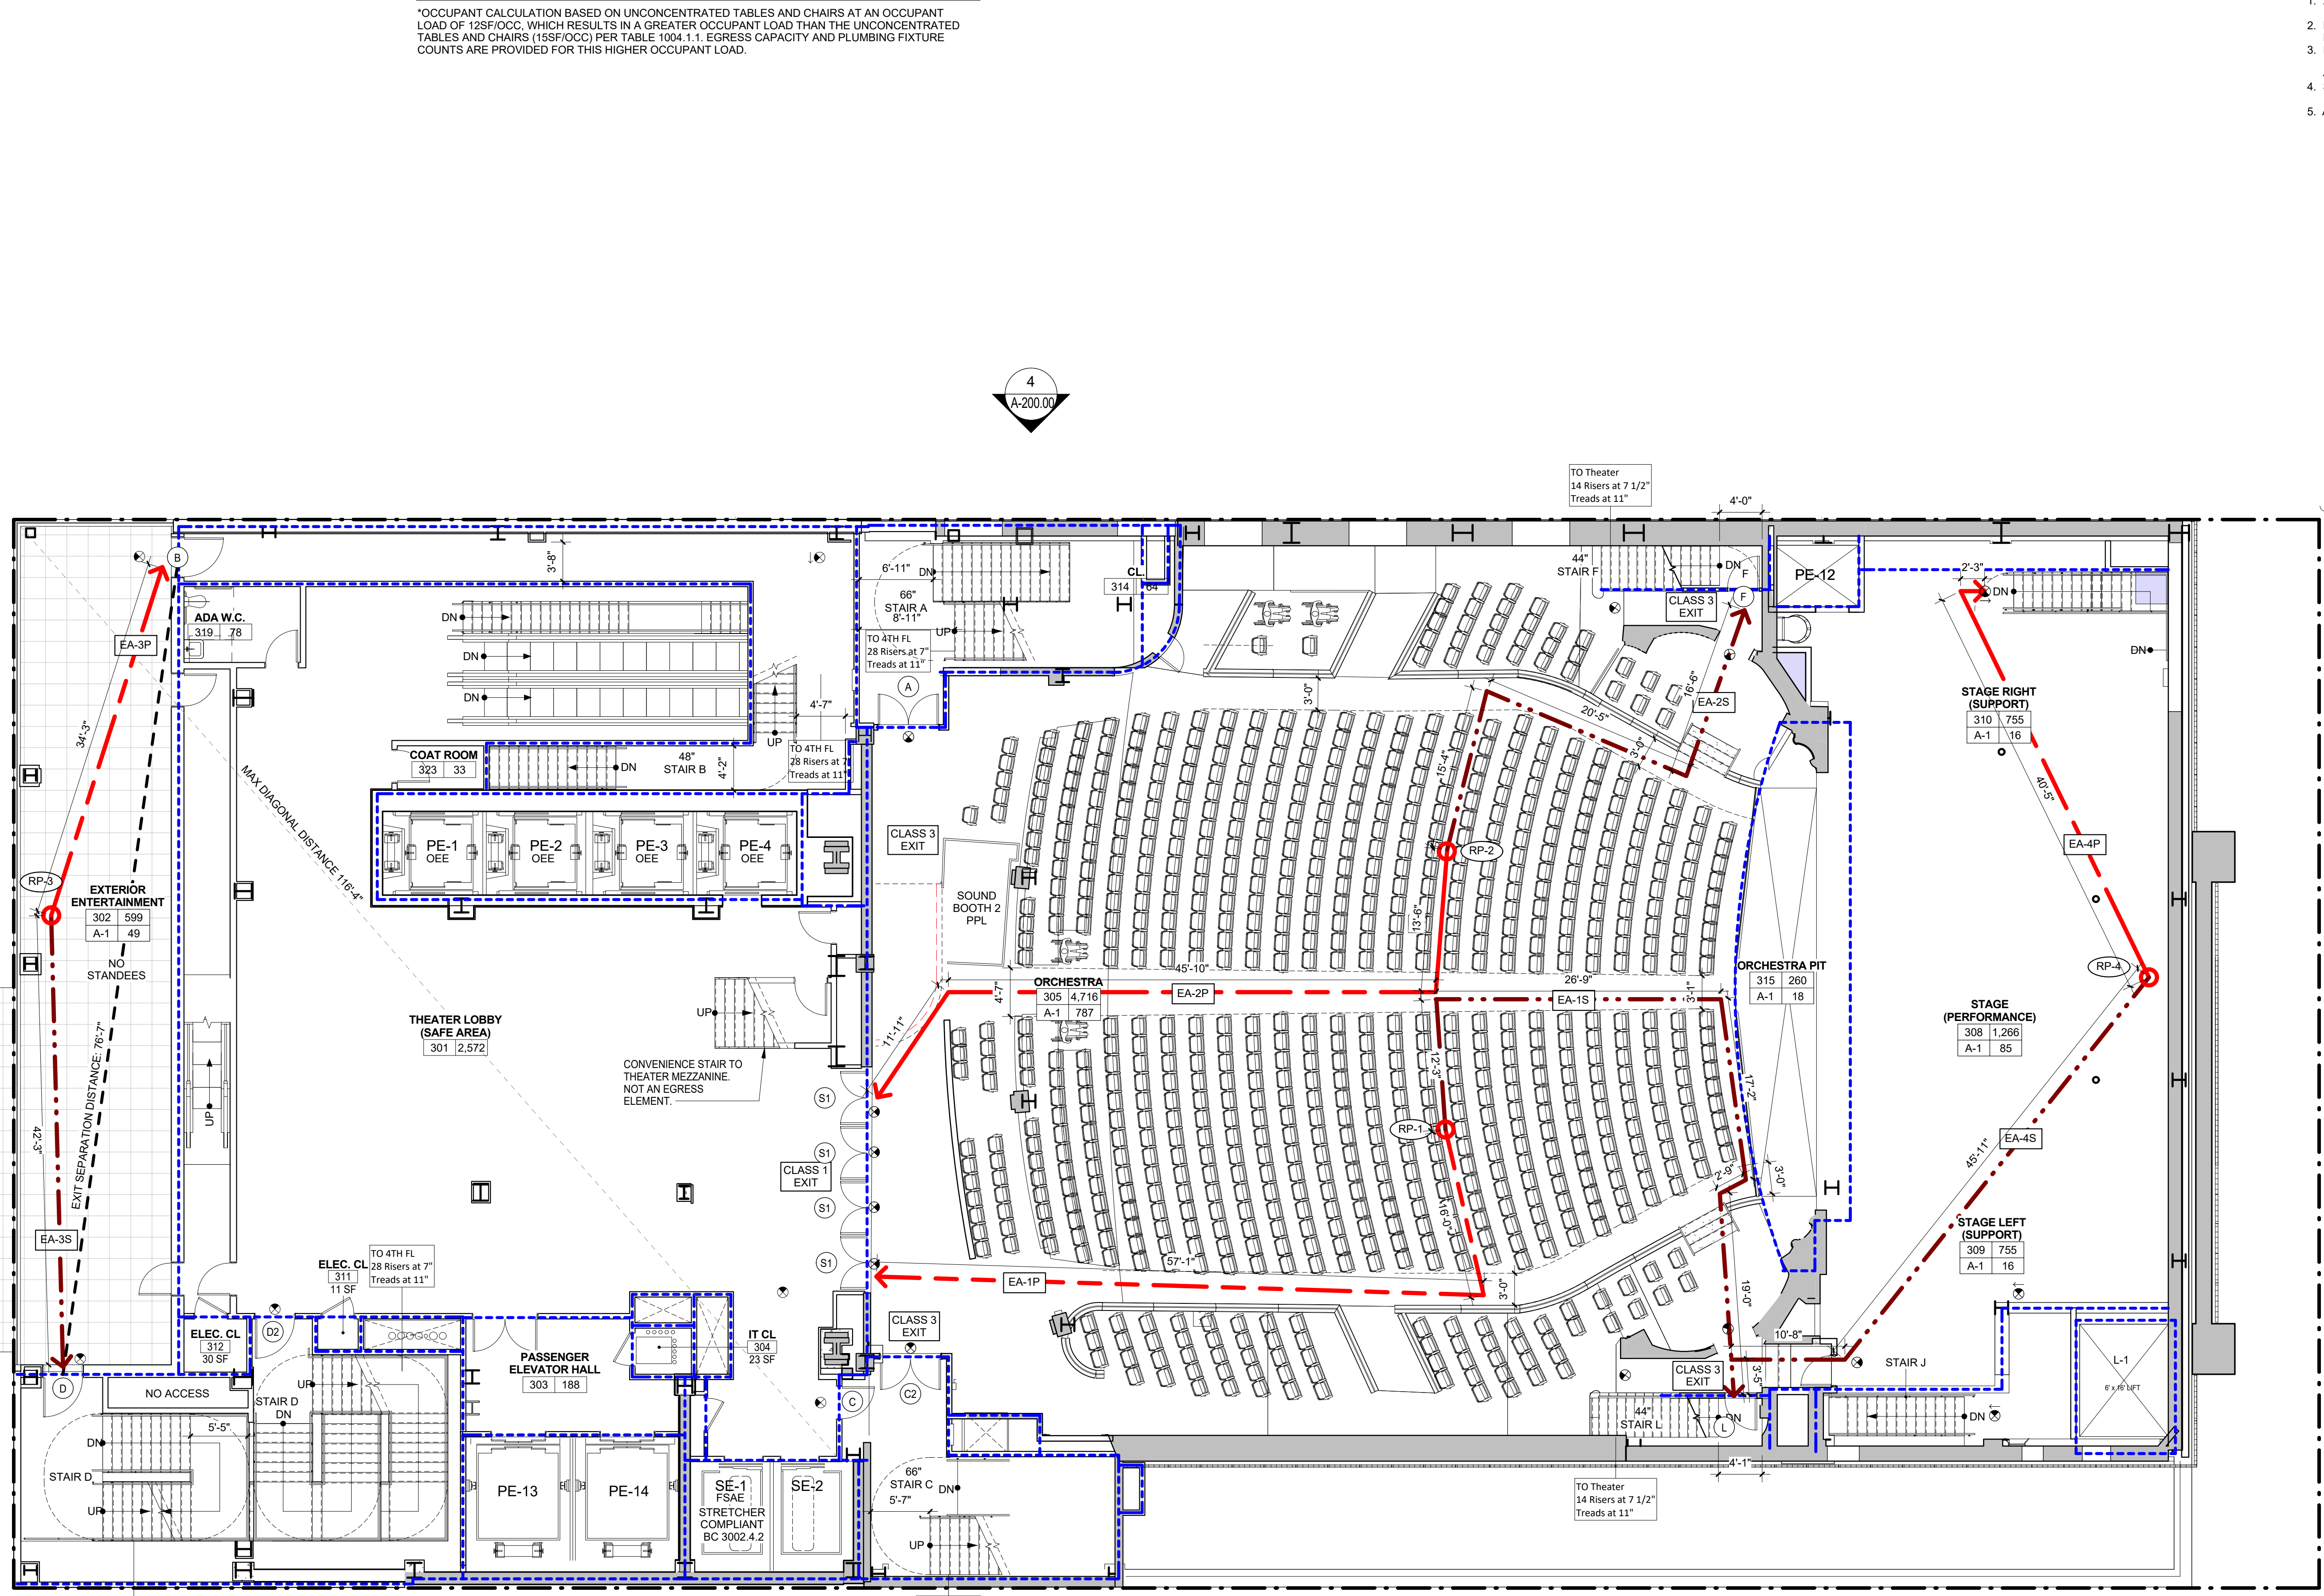 *OCCUPANT CALCULATION BASED ON UNCONCENTRATED TABLES AND CHAIRS AT AN OCCUPANT
LOAD OF 12SF/OCC, WHICH RESULTS IN A GREATER OCCUPANT LOAD THAN THE UNCONCENTRATED
TABLES AND CHAIRS (15SF/OCC) PER TABLE 1004.1.1. EGRESS CAPACITY AND PLUMBING FIXTURE
COUNTS ARE PROVIDED FOR THIS HIGHER OCCUPANT LOAD.
1.
2.
3.
4.
5.
4
A-200.00
TO Theater
14 Risers at 7 1/2"
Treads at 11"
4'-0"
B
3'-8"
6'-11"
DN
66"
STAIR A
8'-11"
UP
TO 4TH FL
28 Risers at 7"
Treads at 11"
A
CL.
314 64
44"
STAIR F
DN
F
F
CLASS 3
EXIT
PE-12
2'-3"
DN
DN
EA-3P
34'-3"
ADA W.C.
319 78
DN
DN
DN
4'-7"
UP
TO 4TH FL
28 Risers at 7"
Treads at 11"
COAT ROOM
323 33
DN
48"
STAIR B
4'-2"
MAX DIAGONAL DISTANCE 116'-4"
PE-1
OEE
PE-2
OEE
PE-3
OEE
PE-4
OEE
CLASS 3
EXIT
SOUND
BOOTH 2
PPL
3'-0"
15'-4"
20'-5"
3'-0"
16'-6"
EA-2S
RP-2
13'-6"
STAGE RIGHT
(SUPPORT)
310 755
A-1 16
40'-5"
EA-4P
RP-4
RP-3
EXTERIOR
ENTERTAINMENT
302 599
A-1 49
NO
STANDEES
THEATER LOBBY
(SAFE AREA)
301 2,572
UP
CONVENIENCE STAIR TO
THEATER MEZZANINE.
NOT AN EGRESS
ELEMENT.
UP
EXIT SEPARATION DISTANCE: 76'-7"
42'-3"
EA-3S
45'-10"
4'-7"
ORCHESTRA
305 4,716
A-1 787
EA-2P
11'-11"
26'-9"
EA-1S
3'-1"
ORCHESTRA PIT
315 260
A-1 18
STAGE
(PERFORMANCE)
308 1,266
A-1 85
S1
S1
S1
S1
CLASS 1
EXIT
12'-3"
RP-1
16'-0"
17'-2"
2'-9"
3'-0"
EA-4S
45'-11"
57'-1"
EA-1P
3'-0"
19'-0"
STAGE LEFT
(SUPPORT)
309 755
A-1 16
ELEC. CL
311
11 SF
TO 4TH FL
28 Risers at 7"
Treads at 11"
ELEC. CL
312
30 SF
D2
PASSENGER
ELEVATOR HALL
303 188
IT CL
304
23 SF
CLASS 3
EXIT
C
C2
10'-8"
3'-5"
CLASS 3
EXIT
STAIR J
L-1
6' x 16' LIFT
D
NO ACCESS
UP
STAIR D
DN
5'-5"
DN
STAIR D
UP
PE-13
PE-14
SE-1
FSAE
STRETCHER
COMPLIANT
BC 3002.4.2
SE-2
66"
STAIR C
DN
5'-7"
UP
44"
STAIR L
DN
L
DN
4'-1"
TO Theater
14 Risers at 7 1/2"
Treads at 11"